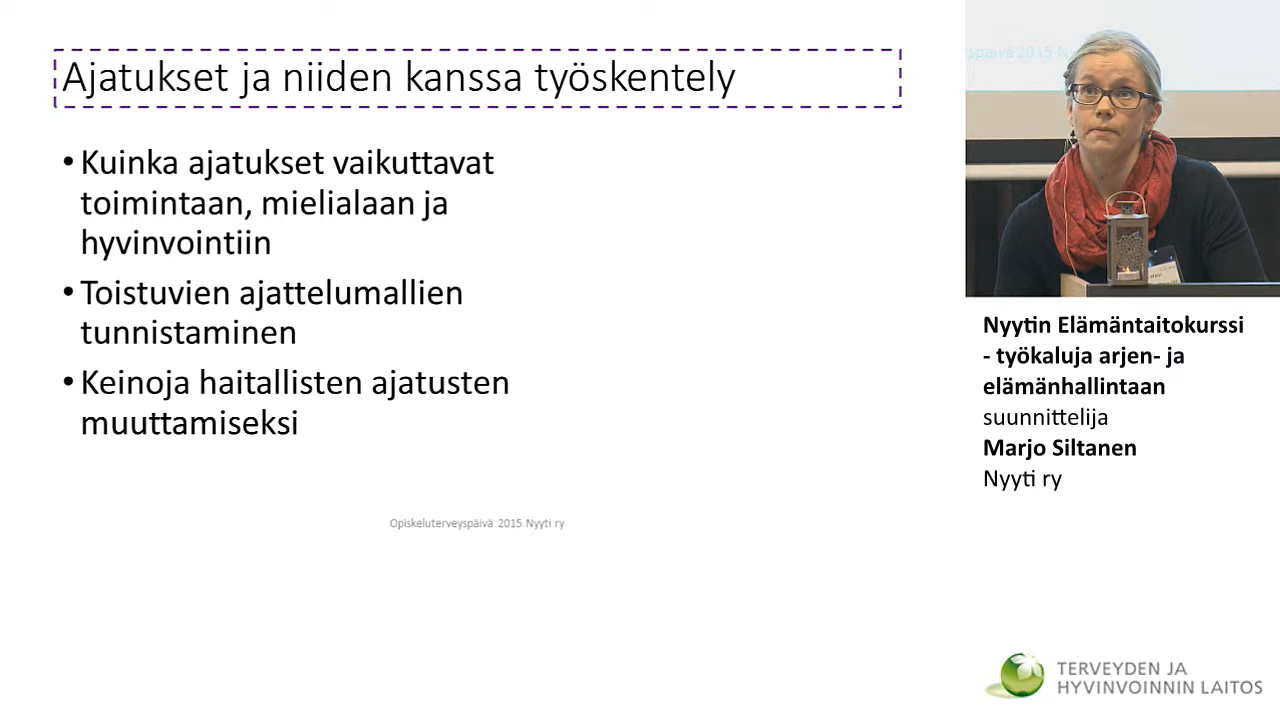 Ajatukset ja niiden kanssa työskentely
• Kuinka ajatukset vaikuttavat
toimintaan, mielialaan ja
hyvinvointiin
• Toistuvien ajattelumallien
tunnistaminen
• Keinoja haitallisten ajatusten
muuttamiseksi
Opiskeluterveyspäivä 2015 Nyyti ry
Nyytin Elämäntaitokurssi
- työkaluja arjen- ja
elämänhallintaan
suunnittelija
Marjo Siltanen
Nyyti ry
TERVEYDEN JA
HYVINVOINNIN LAITOS